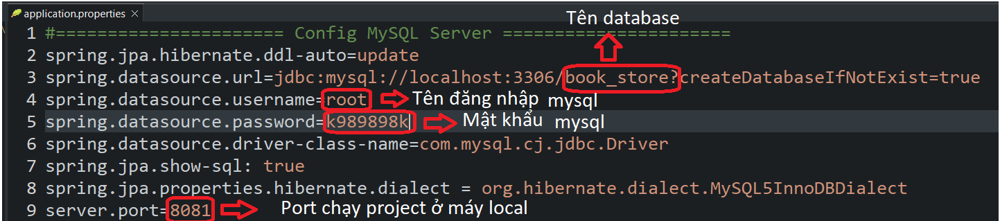 application.properties
Tên database
1 #====================== Config MySQL Server ======================
2 spring.jpa.hibernate.ddl-auto=update
3 spring.datasource.url=jdbc:mysql://localhost:3306/book_store?createDatabaseIfNotExist=true
4 spring.datasource.username=root Tên đăng nhập mysql
5 spring.datasource.password=k989898k Mật khẩu mysql
6 spring.datasource.driver-class-name=com.mysql.cj.jdbc.Driver
7 spring.jpa.show-sql: true
8 spring.jpa.properties.hibernate.dialect = org.hibernate.dialect.MySQL5InnoDBDialect
9 server.port=8081 Port chạy project ở máy local